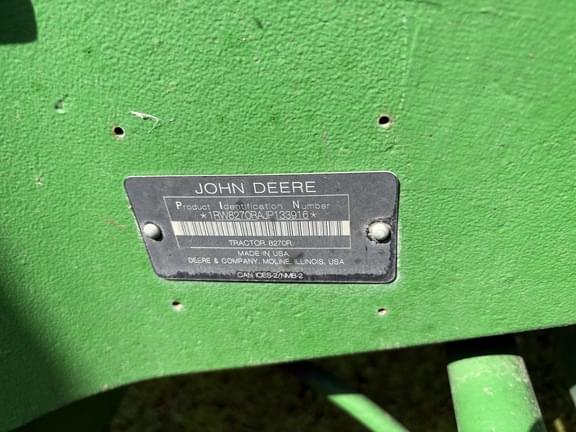 JOHN DEERE
Product Identification Number
*1RW8270RAJP133916*
TRACTOR 8270R
MADE IN USA
DEERE & COMPANY, MOLINE, ILLINOIS, USA
CAN ICES-2/NMB-2